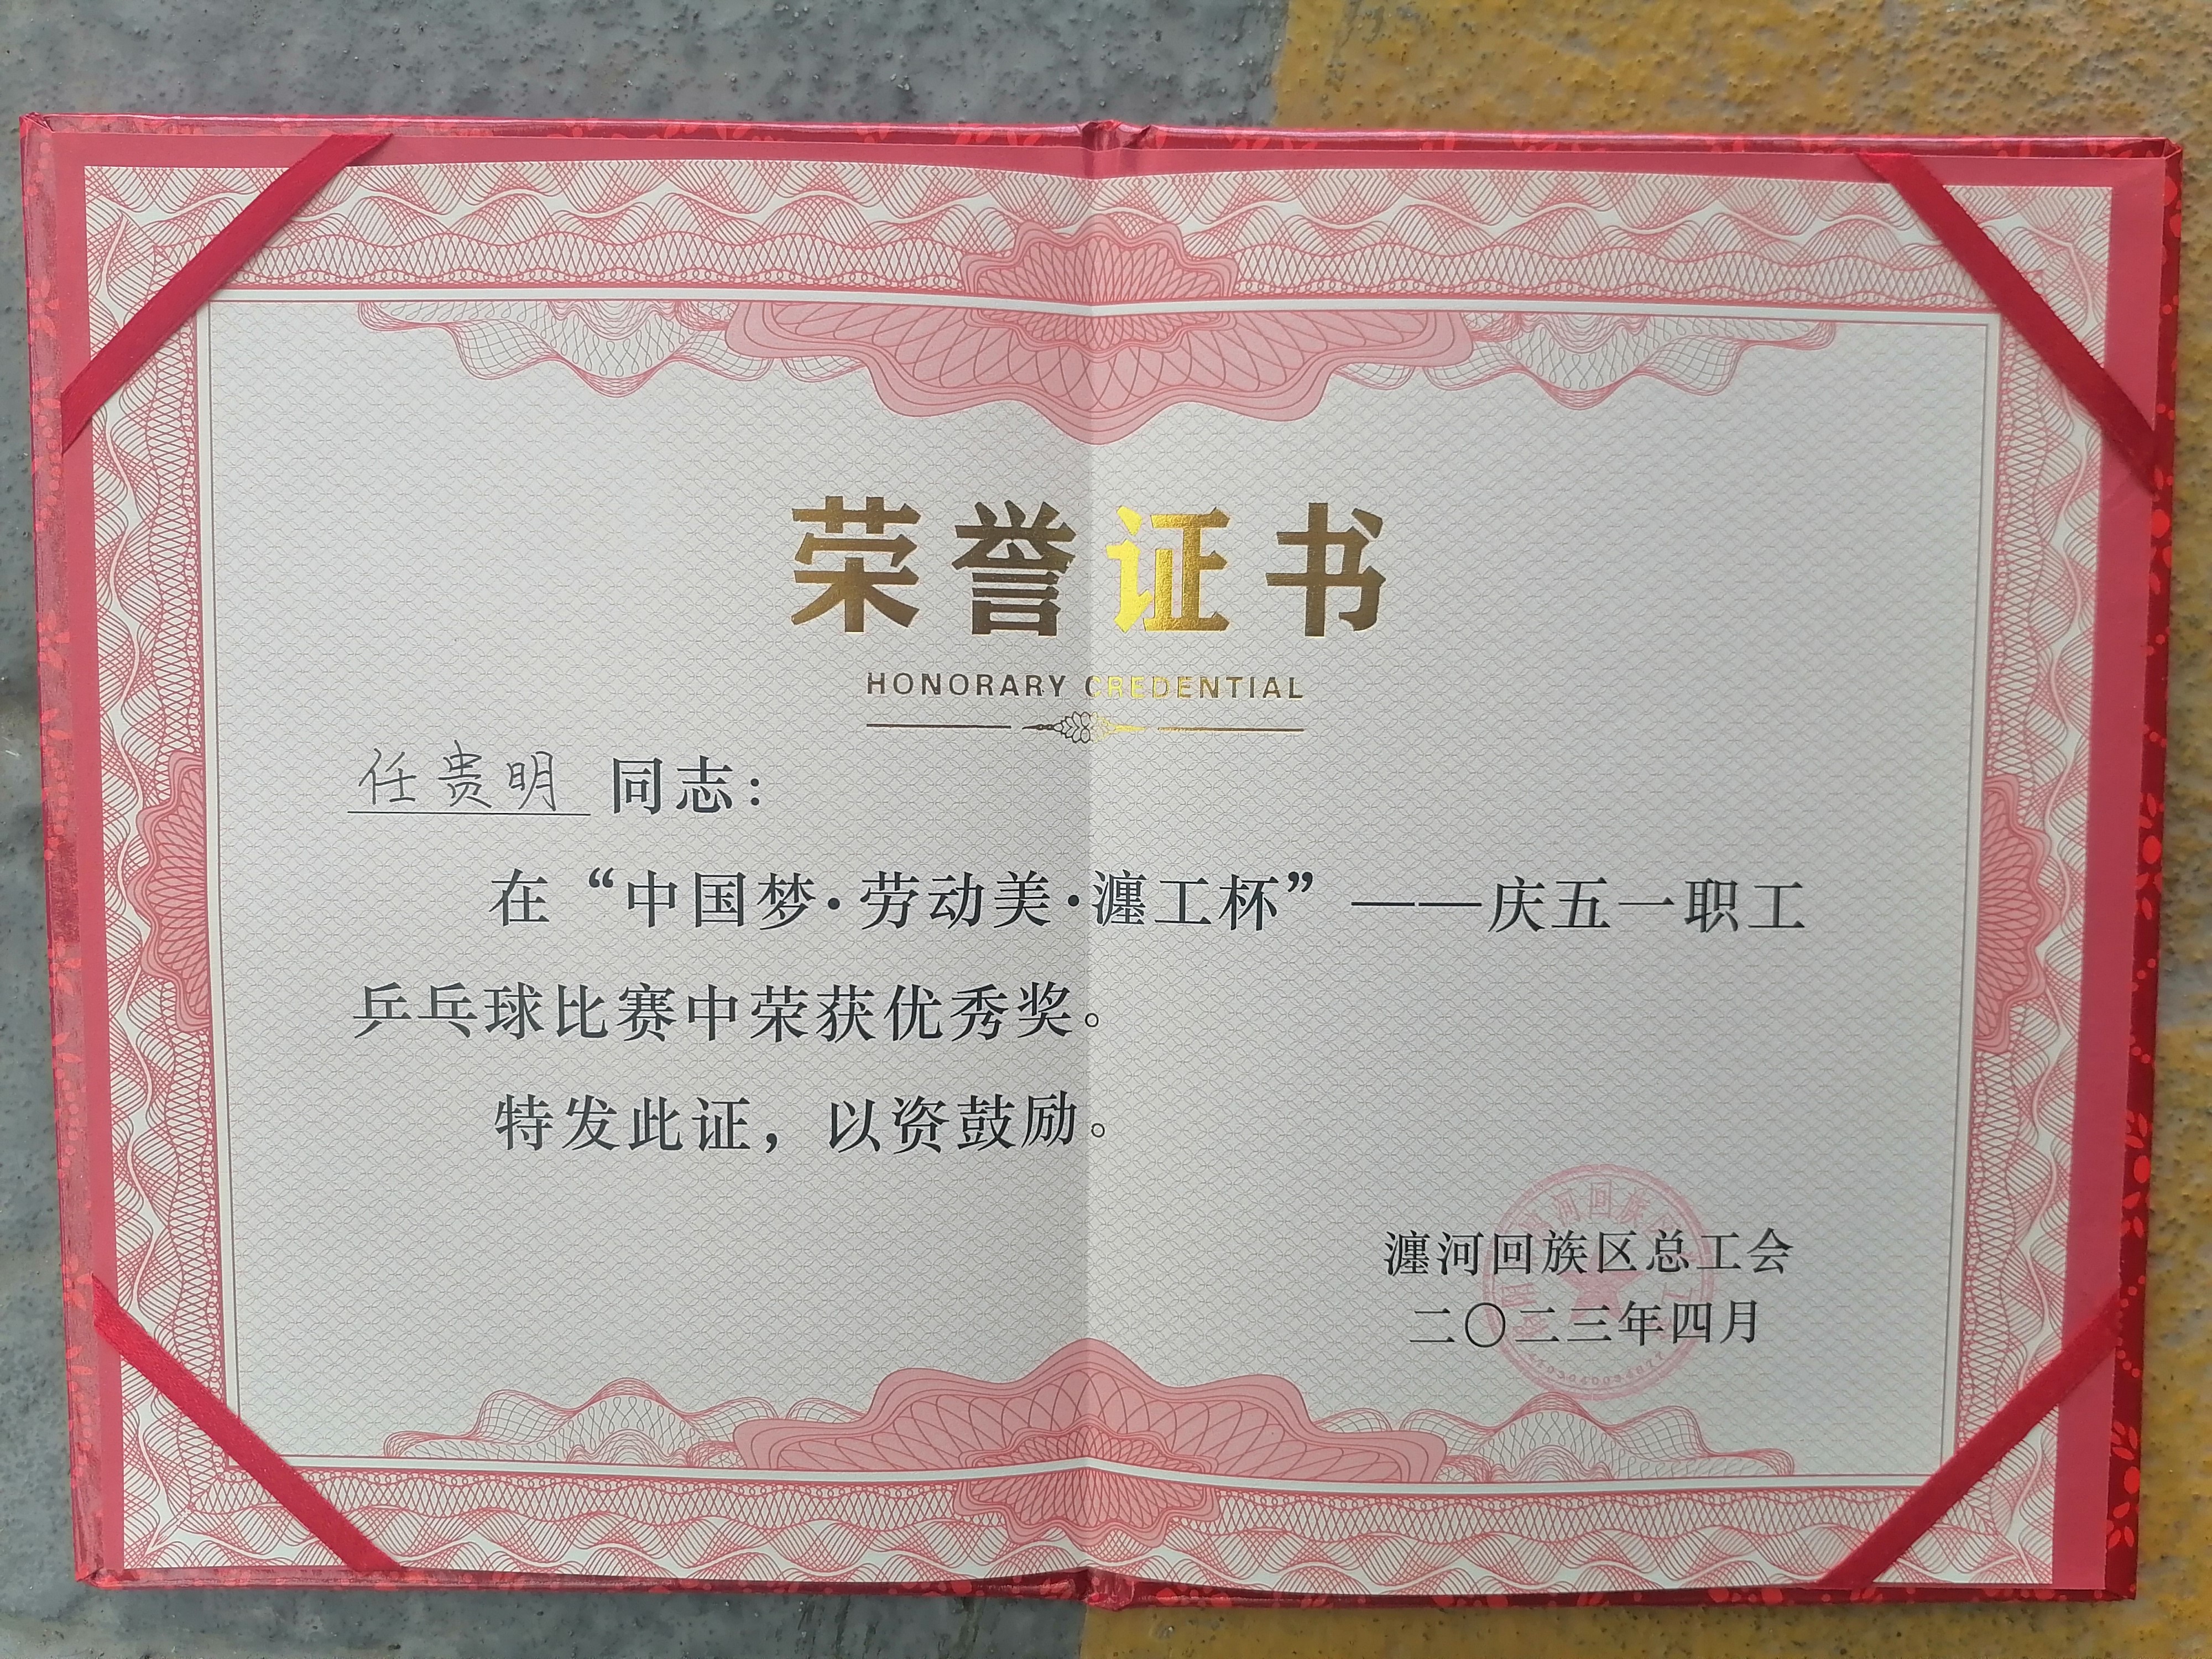 荣誉证书
HONORARY CREDENTIAL
任贵明 同志：
在“中国梦·劳动美·瀍工杯”——庆五一职工
乒乓球比赛中荣获优秀奖。
特发此证，以资鼓励。
瀍河回族区总工会
二〇二三年四月